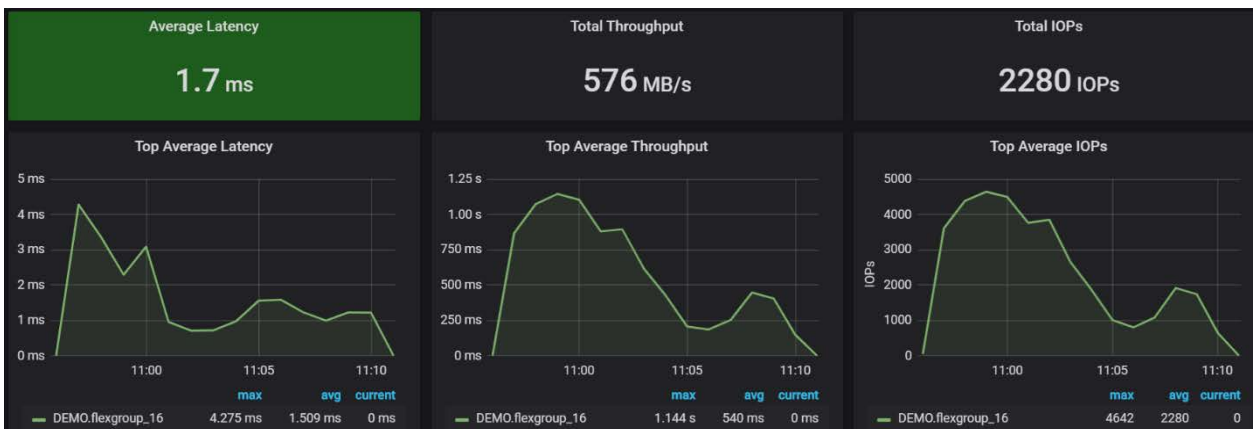 Average Latency
1.7 ms
Total Throughput
576 MB/s
Total IOPs
2280 IOPs
Top Average Latency
5 ms
4 ms
3 ms
2 ms
1 ms
0 ms
11:00 11:05 11:10
max avg current
DEMO.flexgroup_16 4.275 ms 1.509 ms 0 ms
Top Average Throughput
1.25 s
1.00 s
750 ms
500 ms
250 ms
0 ms
11:00 11:05 11:10
max avg current
DEMO.flexgroup_16 1.144 s 540 ms 0 ms
Top Average IOPs
5000
4000
3000
2000
1000
0
IOPs
11:00 11:05 11:10
max avg current
DEMO.flexgroup_16 4642 2280 0